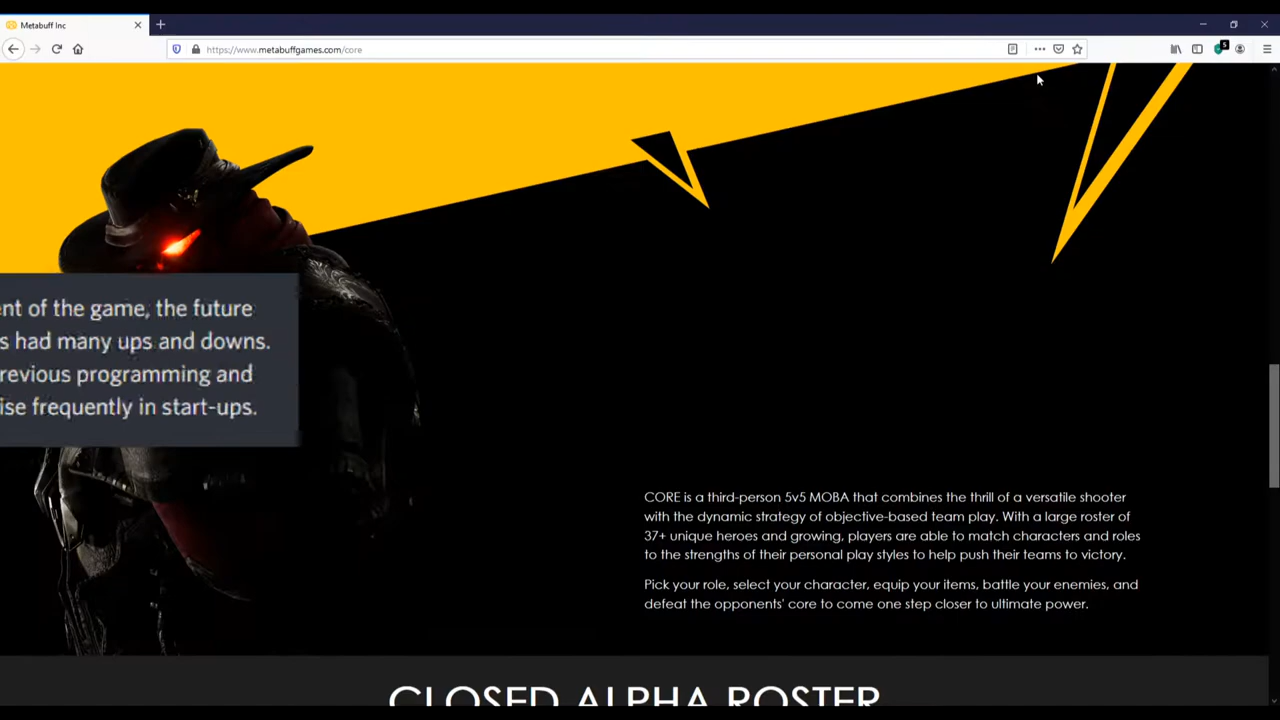 Metabuff Inc
https://www.metabuffgames.com/core
5
ent of the game, the future
s had many ups and downs.
revious programming and
ise frequently in start-ups.
CORE is a third-person 5v5 MOBA that combines the thrill of a versatile shooter
with the dynamic strategy of objective-based team play. With a large roster of
37+ unique heroes and growing, players are able to match characters and roles
to the strengths of their personal play styles to help push their teams to victory.
Pick your role, select your character, equip your items, battle your enemies, and
defeat the opponents' core to come one step closer to ultimate power.
CLOSED ALPHA ROSTER